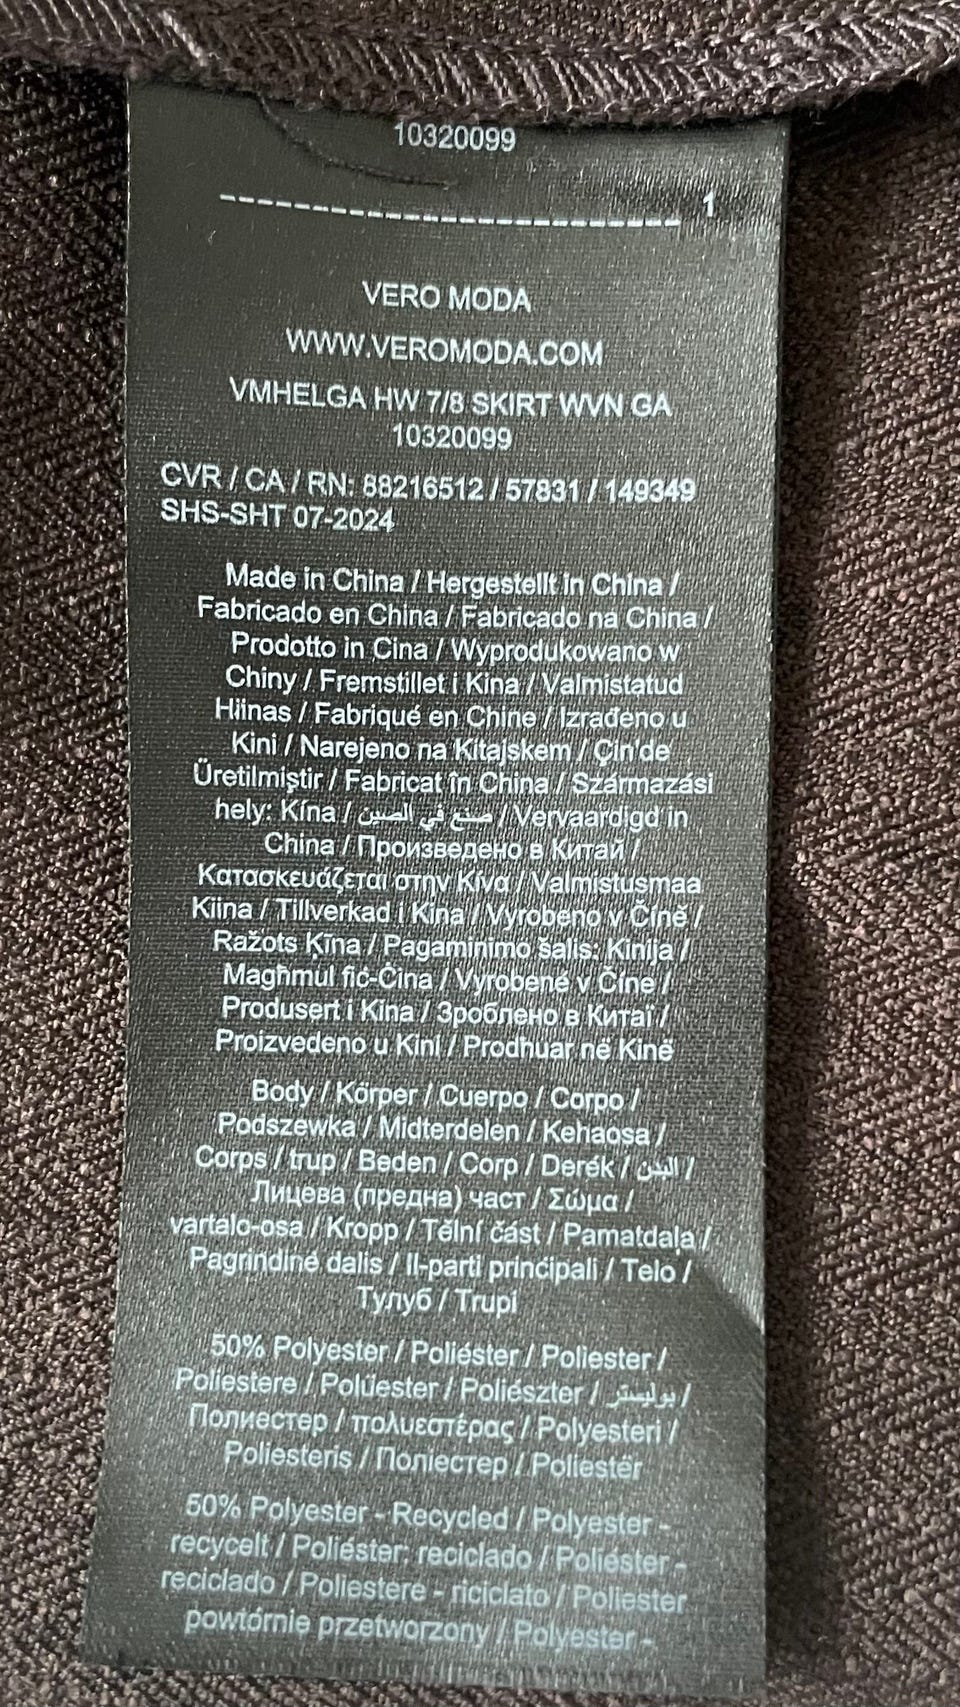 10320099
1
VERO MODA
WWW.VEROMODA.COM
VMHELGA HW 7/8 SKIRT WVN GA
10320099
CVR / CA / RN: 88216512 / 57831 / 149349
SHS-SHT 07-2024
Made in China / Hergestellt in China /
Fabricado en China / Fabricado na China /
Prodotto in Cina / Wyprodukowano w
Chiny / Fremstillet i Kina / Valmistatud
Hiinas / Fabriqué en Chine / Izrađeno u
Kini / Narejeno na Kitajskem / Çin'de
Üretilmiştir / Fabricat în China / Származási
hely: Kína / صنع في الصين / Vervaardigd in
China / Произведено в Китай /
Κατασκευάζεται στην Κίνα / Valmistusmaa
Kiina / Tillverkad i Kina / Vyrobeno v Číně /
Ražots Ķīna / Pagaminimo šalis: Kinija /
Magħmul fiċ-Ċina / Vyrobené v Číne /
Produsert i Kina / Зроблено в Китаї /
Proizvedeno u Kini / Prodhuar në Kinë
Body / Körper / Cuerpo / Corpo /
Podszewka / Midterdelen / Kehaosa /
Corps / trup / Beden / Corp / Derék / البدن /
Лицева (предна) част / Σώμα /
vartalo-osa / Kropp / Tělní část / Pamatdaļa /
Pagrindinė dalis / Il-parti prinċipali / Telo /
Тулуб / Trupi
50% Polyester / Poliéster / Poliester /
Poliestere / Polüester / Poliészter / بوليستر /
Полиестер / πολυεστέρας / Polyesteri /
Poliesteris / Поліестер / Poliestër
50% Polyester - Recycled / Polyester -
recycelt / Poliéster: reciclado / Poliéster -
reciclado / Poliestere - riciclato / Poliester
powtórnie przetworzony / Polyester -